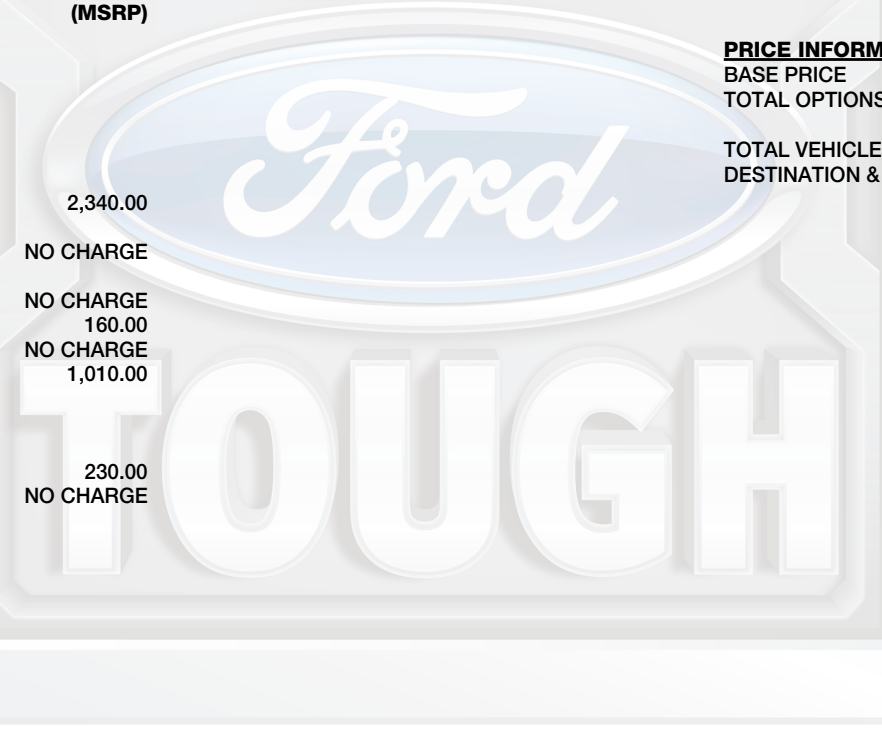 (MSRP)
2,340.00
NO CHARGE
NO CHARGE
160.00
NO CHARGE
1,010.00
230.00
NO CHARGE
PRICE INFORM
BASE PRICE
TOTAL OPTIONS
TOTAL VEHICLE
DESTINATION &
Ford
TOUGH